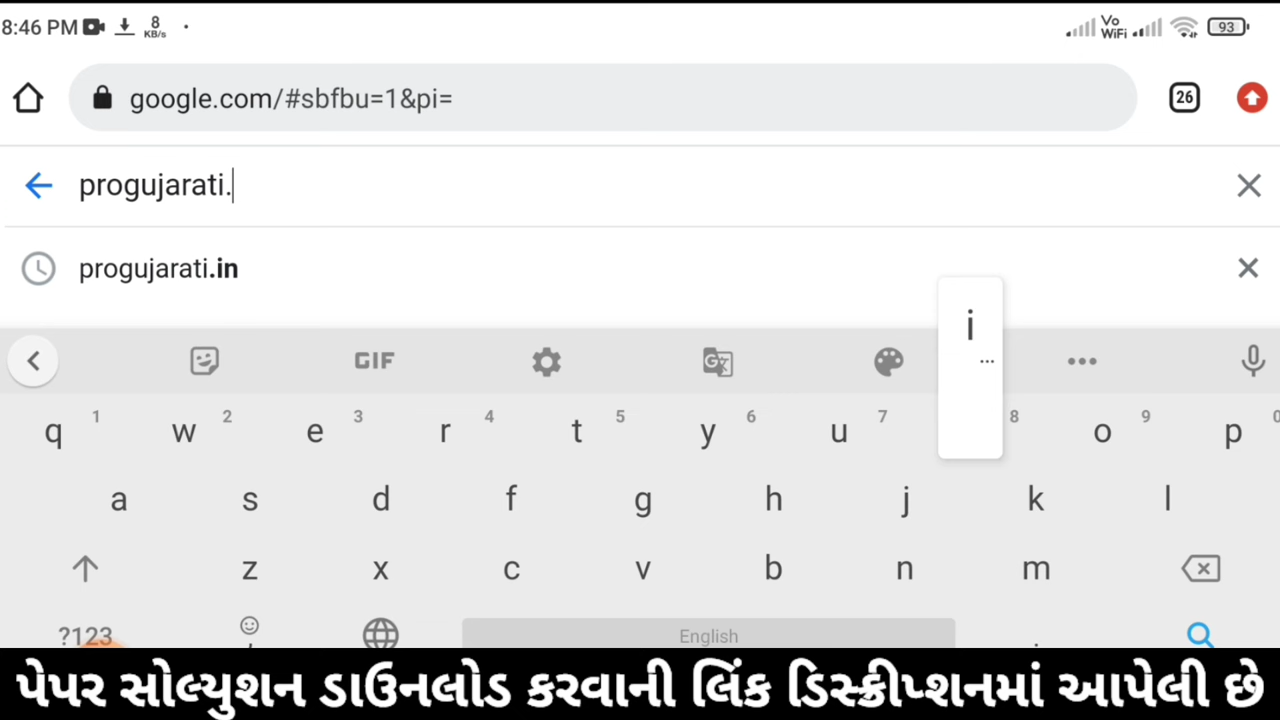 8:46 PM 8 KB/s Vo WiFi 93
google.com/#sbfbu=1&pi= 26
progujarati.
progujarati.in
i
GIF
q 1 w 2 e 3 r 4 t 5 y 6 u 7 8 o 9 p 0
a s d f g h j k l
z x c v b n m
?123 English
પેપર સોલ્યુશન ડાઉનલોડ કરવાની લિંક ડિસ્ક્રીપ્શનમાં આપેલી છે